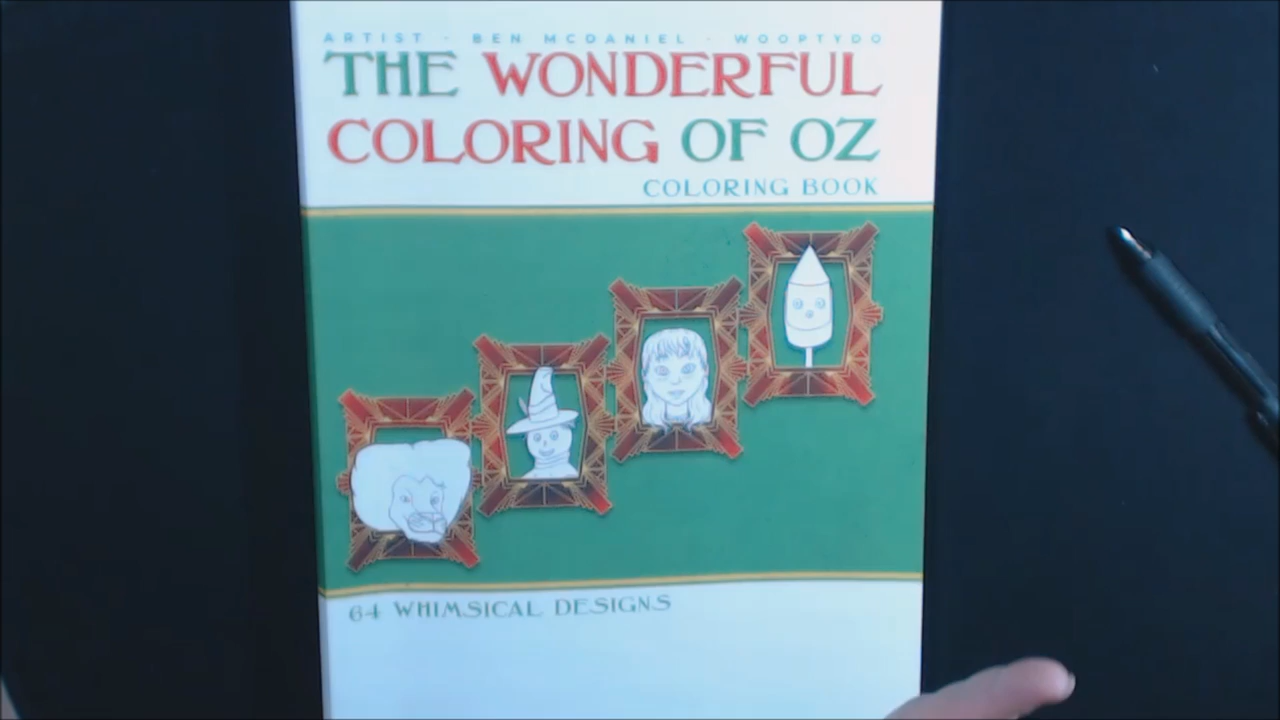 ARTIST - BEN MCDANIEL - WOOPTYDO
THE WONDERFUL
COLORING OF OZ
COLORING BOOK
64 WHIMSICAL DESIGNS